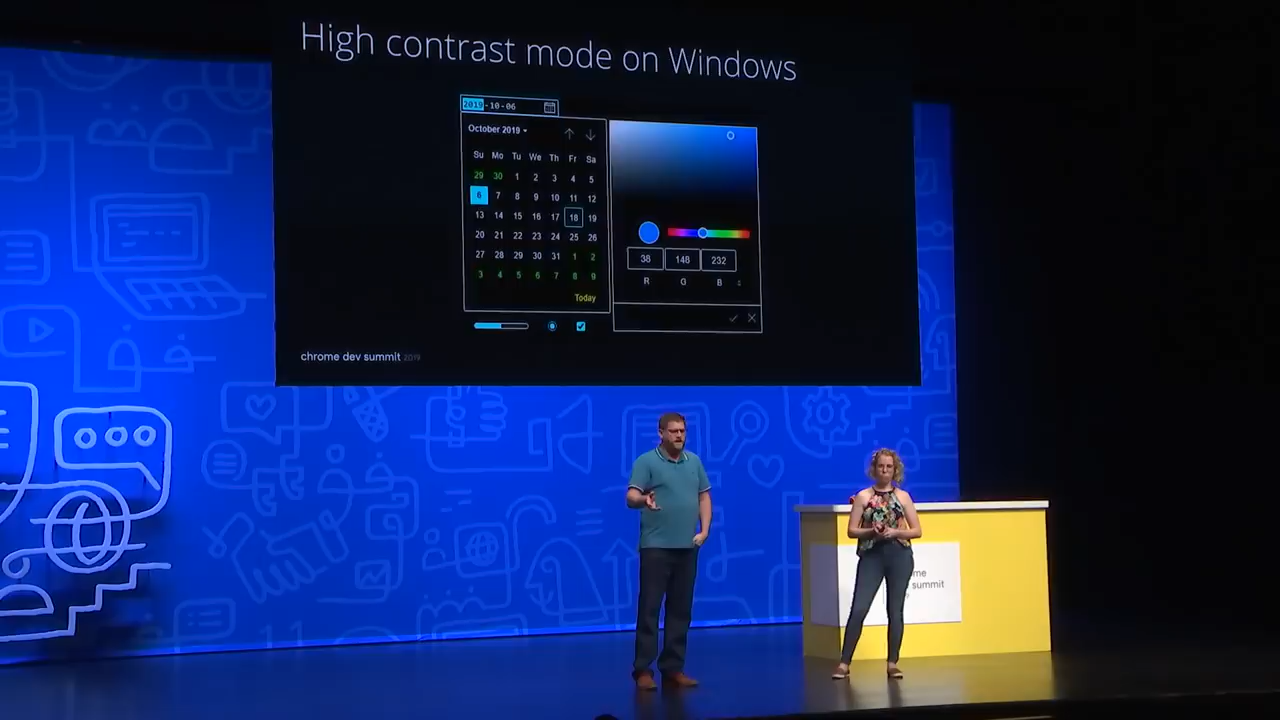 High contrast mode on Windows
2019-10-06
October 2019
Su Mo Tu We Th Fr Sa
29 30 1 2 3 4 5
6 7 8 9 10 11 12
13 14 15 16 17 18 19
20 21 22 23 24 25 26
27 28 29 30 31 1 2
3 4 5 6 7 8 9
Today
38 148 232
R G B
chrome dev summit 2019
me
summit